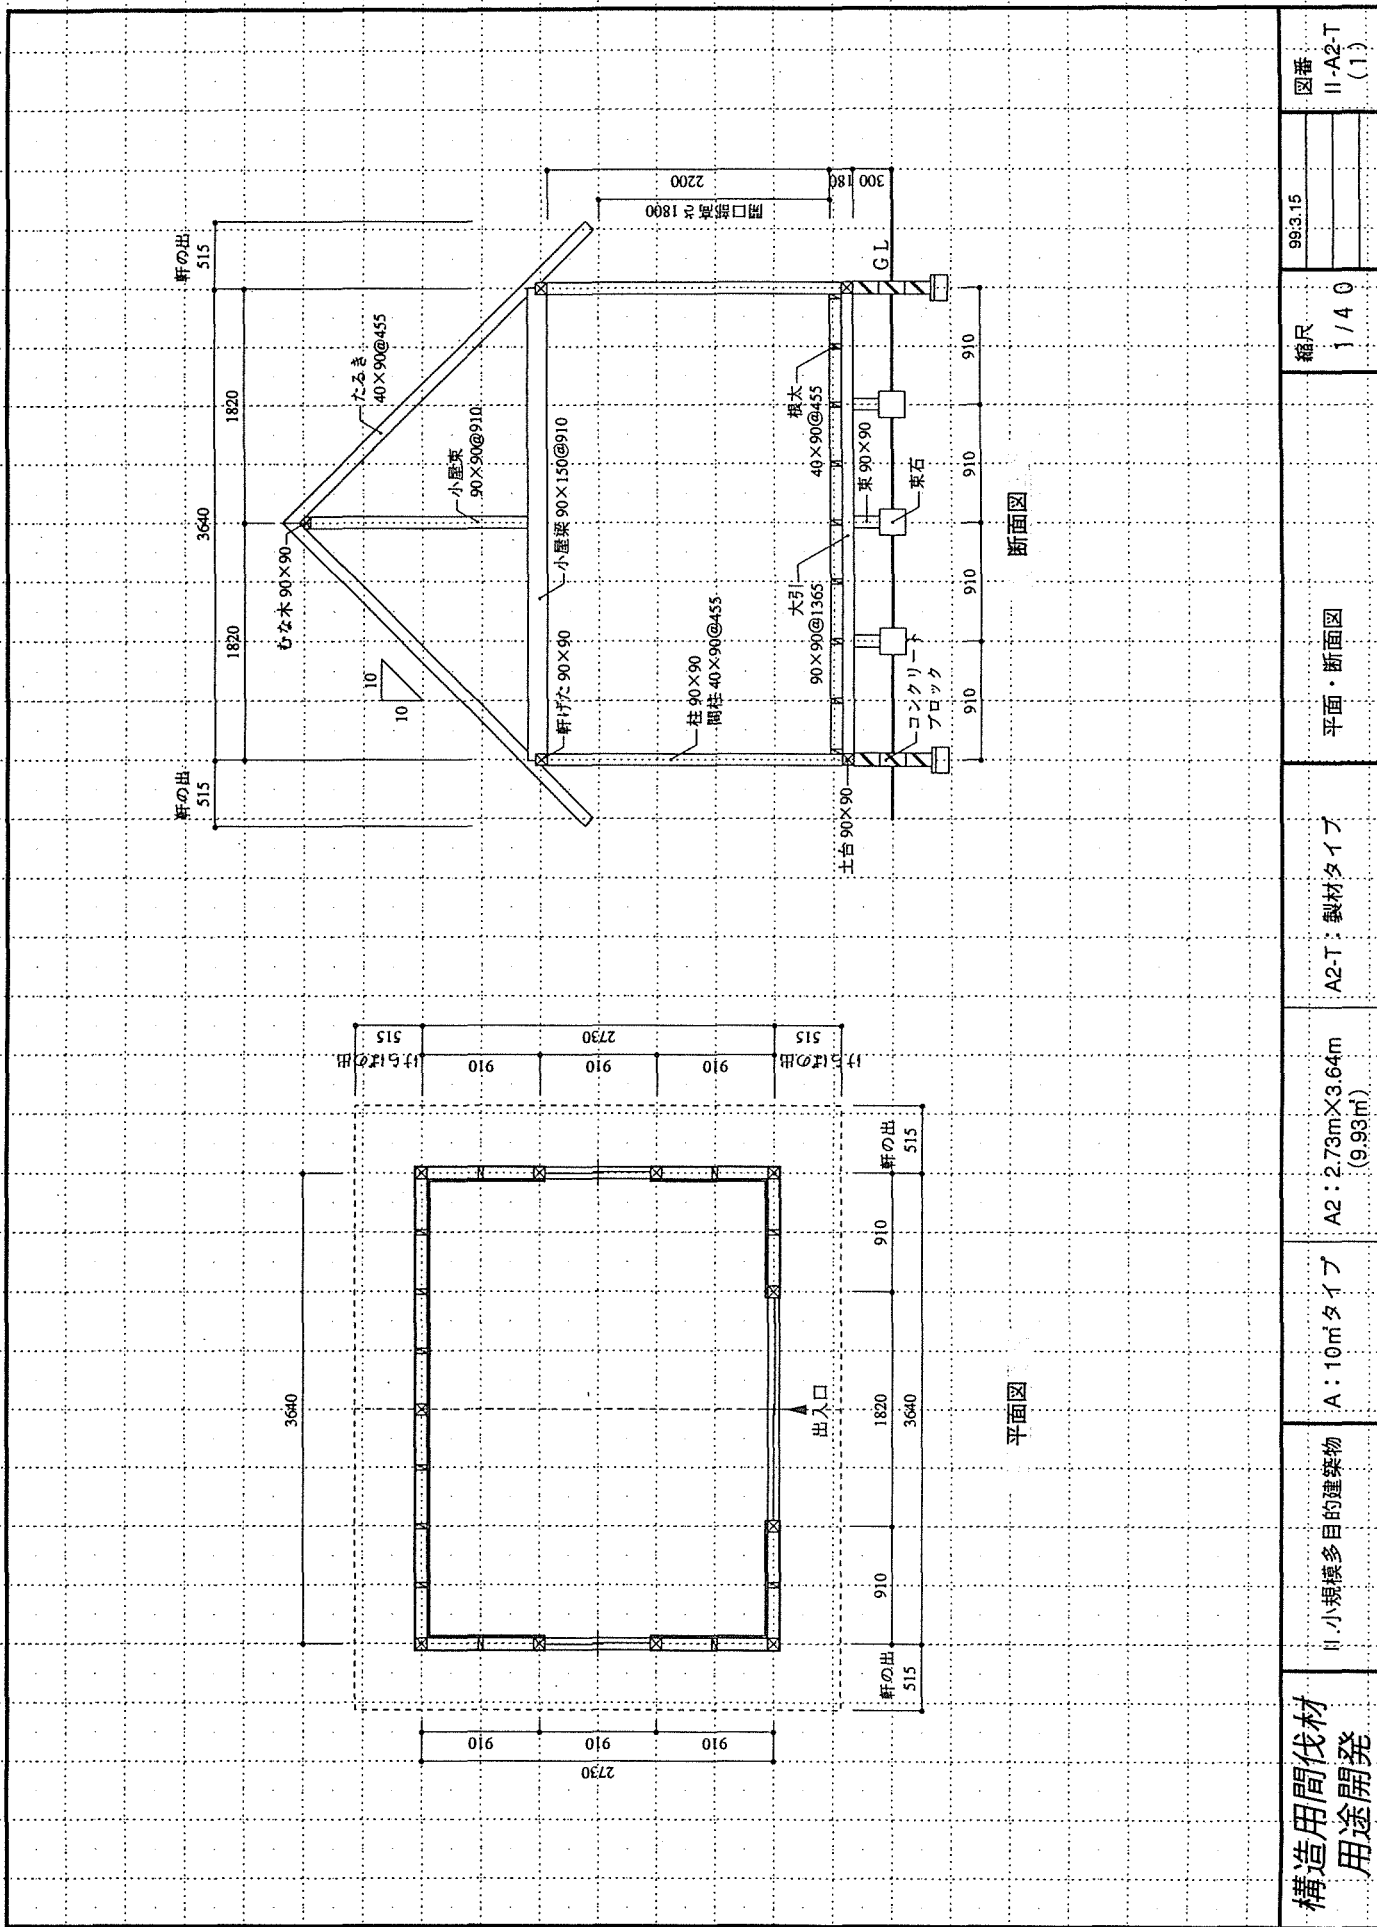 平面図
3640
出入口
910
1820
910
3640
軒の出
515
軒の出
515
910
910
910
2730
けらばの出
515
910
910
910
2730
けらばの出
515
断面図
軒の出
515
3640
軒の出
515
1820
1820
むな木 90×90
たるき
40×90@455
小屋束
90×90@910
10
10
小屋梁 90×150@910
軒げた 90×90
柱 90×90
間柱 40×90@455
大引
90×90@1365
根太
40×90@455
束 90×90
束石
土台 90×90
コンクリート
ブロック
GL
開口部高さ 1800
2200
180
300
910
910
910
910
構造用間伐材
用途開発
II.小規模多目的建築物
A:10㎡タイプ
A2:2.73m×3.64m
(9.93㎡)
A2-T:製材タイプ
平面・断面図
縮尺
1/40
99.3.15
図番
II-A2-T
(1)